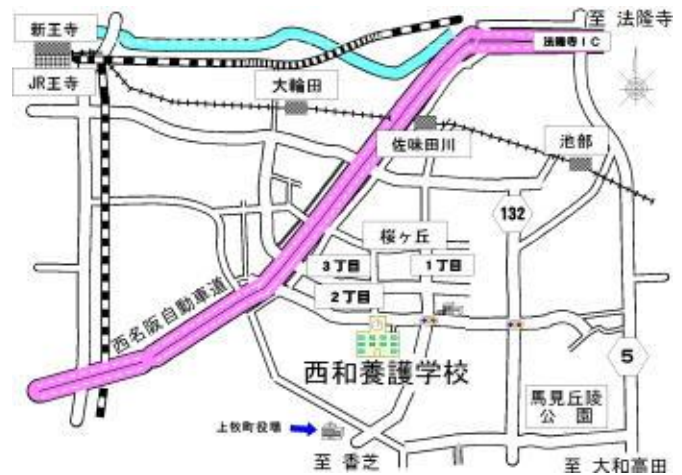 至 法隆寺
新王寺
法隆寺IC
JR王寺
大輪田
佐味田川
池部
132
桜ヶ丘
3丁目
1丁目
2丁目
西名阪自動車道
西和養護学校
5
馬見丘陵
公 園
上牧町役場
至 香芝
至 大和高田